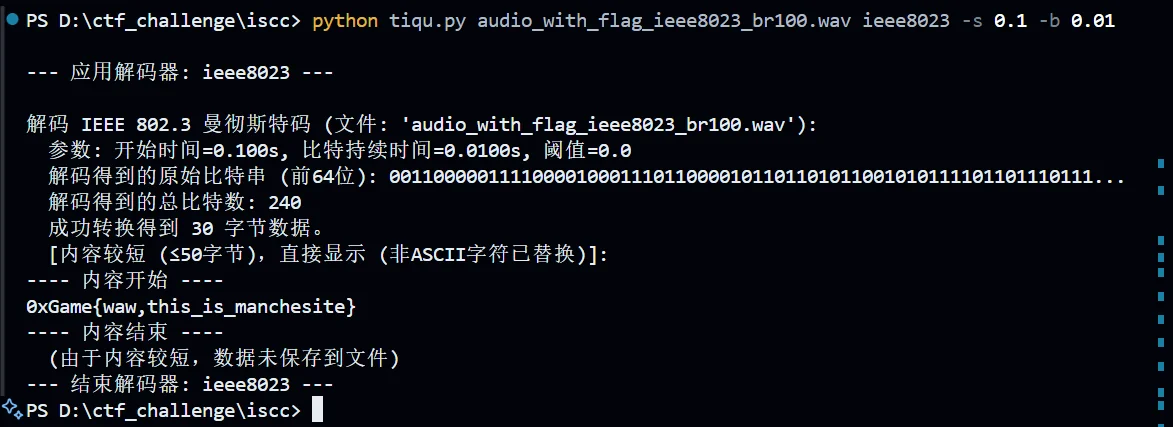 PS D:\ctf_challenge\iscc> python tiqu.py audio_with_flag_ieee8023_br100.wav ieee8023 -s 0.1 -b 0.01
--- 应用解码器: ieee8023 ---
解码 IEEE 802.3 曼彻斯特码 (文件: 'audio_with_flag_ieee8023_br100.wav'):
参数: 开始时间=0.100s, 比特持续时间=0.0100s, 阈值=0.0
解码得到的原始比特串 (前64位): 0011000001111000010001110110000101101101011001010111101101110111...
解码得到的总比特数: 240
成功转换得到 30 字节数据。
[内容较短 (≤50字节), 直接显示 (非ASCII字符已替换)]:
---- 内容开始 ----
0xGame{waw,this_is_manchesite}
---- 内容结束 ----
(由于内容较短, 数据未保存到文件)
--- 结束解码器: ieee8023 ---
PS D:\ctf_challenge\iscc>